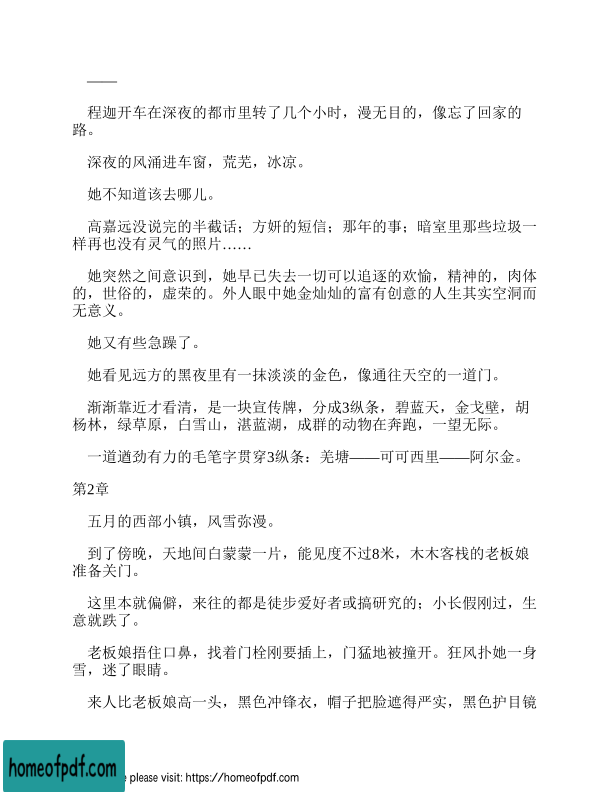 ——
程迦开车在深夜的都市里转了几个小时，漫无目的，像忘了回家的
路。
深夜的风涌进车窗，荒芜，冰凉。
她不知道该去哪儿。
高嘉远没说完的半截话；方妍的短信；那年的事；暗室里那些垃圾一
样再也没有灵气的照片……
她突然之间意识到，她早已失去一切可以追逐的欢愉，精神的，肉体
的，世俗的，虚荣的。外人眼中她金灿灿的富有创意的人生其实空洞而
无意义。
她又有些急躁了。
她看见远方的黑夜里有一抹淡淡的金色，像通往天空的一道门。
渐渐靠近才看清，是一块宣传牌，分成3纵条，碧蓝天，金戈壁，胡
杨林，绿草原，白雪山，湛蓝湖，成群的动物在奔跑，一望无际。
一道遒劲有力的毛笔字贯穿3纵条：羌塘——可可西里——阿尔金。
第2章
五月的西部小镇，风雪弥漫。
到了傍晚，天地间白蒙蒙一片，能见度不过8米，木木客栈的老板娘
准备关门。
这里本就偏僻，来往的都是徒步爱好者或搞研究的；小长假刚过，生
意就跌了。
老板娘捂住口鼻，找着门栓刚要插上，门猛地被撞开。狂风扑她一身
雪，迷了眼睛。
来人比老板娘高一头，黑色冲锋衣，帽子把脸遮得严实，黑色护目镜
homeofpdf.com
e please visit: https://homeofpdf.com